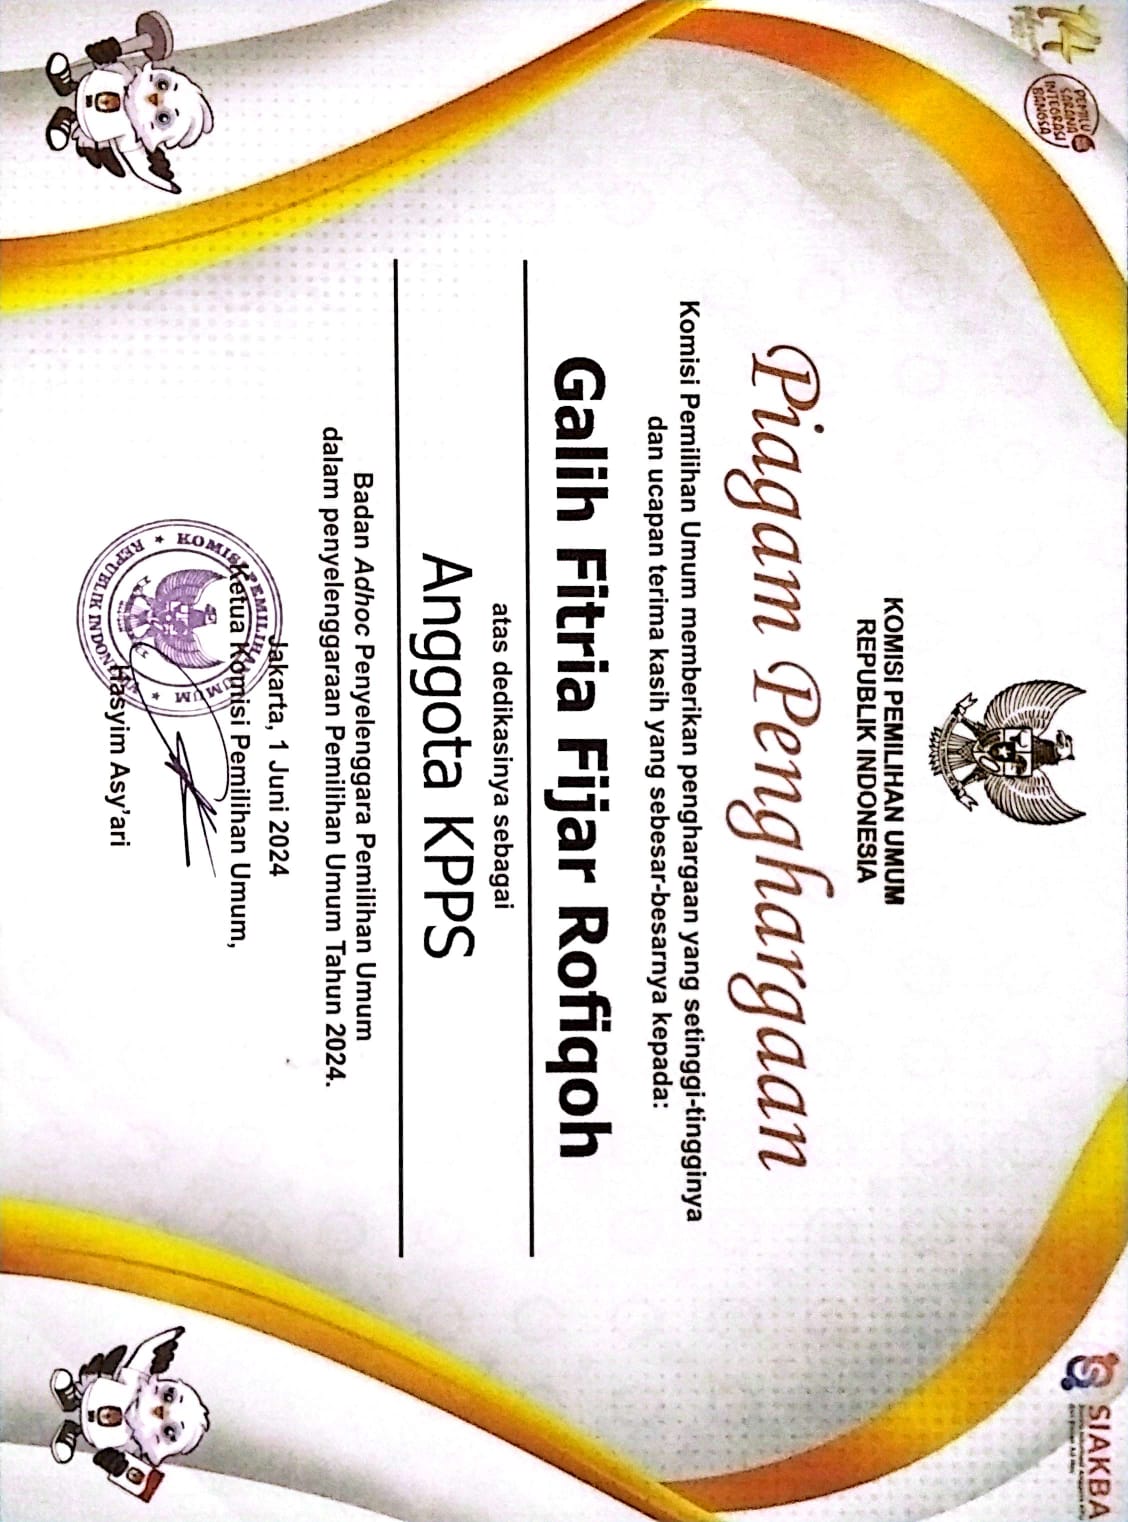 PEMILU
SARANA
INTEGRASI
BANGSA
SIAKBA
KOMISI PEMILIHAN UMUM
REPUBLIK INDONESIA
Piagam Penghargaan
Komisi Pemilihan Umum memberikan penghargaan yang setinggi-tingginya
dan ucapan terima kasih yang sebesar-besarnya kepada:
Galih Fitria Fijar Rofiqoh
atas dedikasinya sebagai
Anggota KPPS
Badan Adhoc Penyelenggara Pemilihan Umum
dalam penyelenggaraan Pemilihan Umum Tahun 2024.
Jakarta, 1 Juni 2024
Ketua Komisi Pemilihan Umum,
KOMISI PEMILIHAN UMUM
REPUBLIK INDONESIA
Hasyim Asy'ari